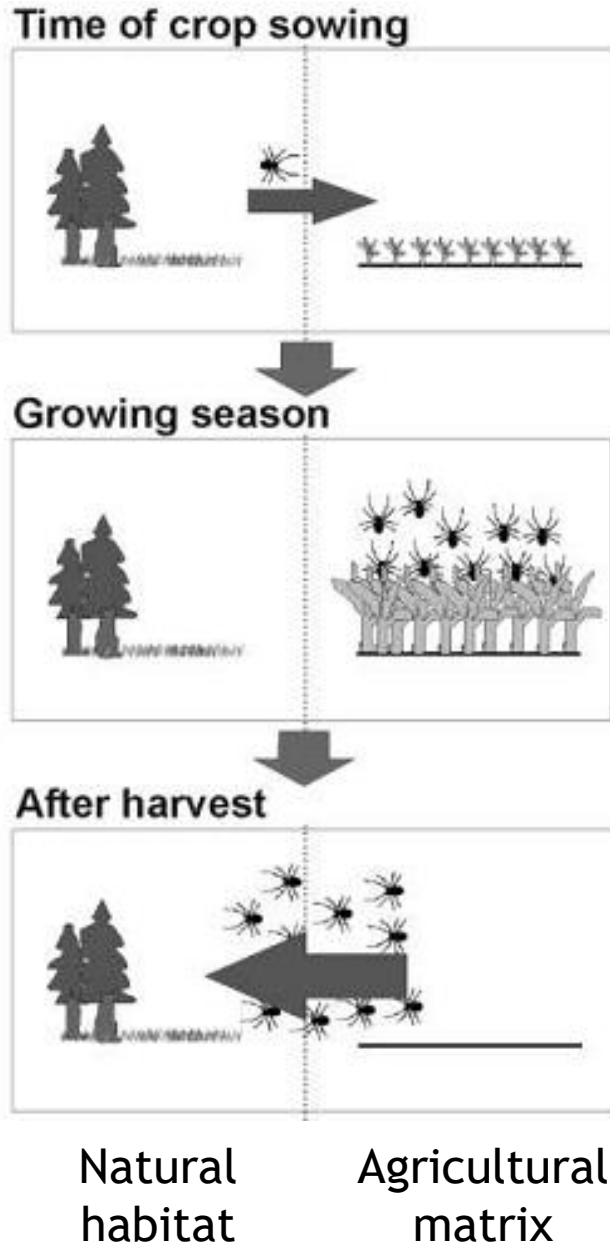 Time of crop sowing
Growing season
After harvest
Natural
habitat
Agricultural
matrix